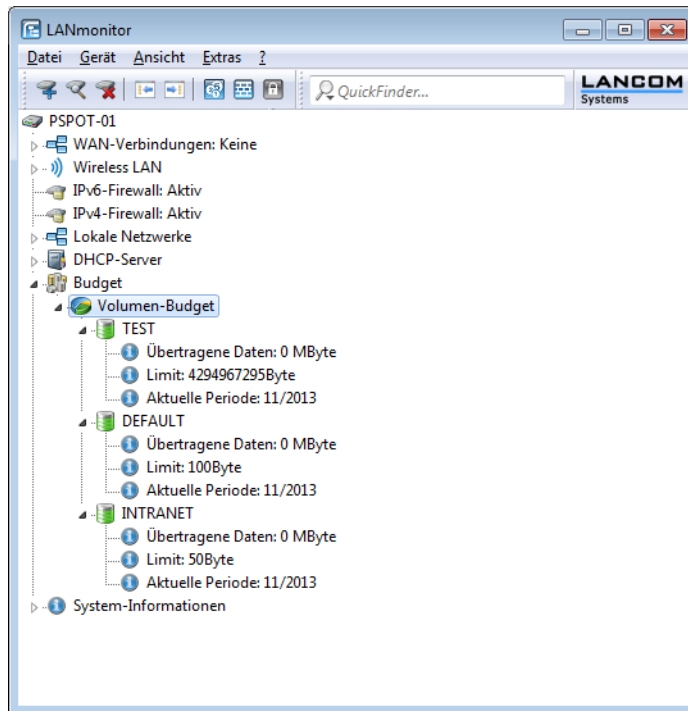 LANmonitor
Datei Gerät Ansicht Extras ?
QuickFinder...
LANCOM
Systems
PSPOT-01
WAN-Verbindungen: Keine
Wireless LAN
IPv6-Firewall: Aktiv
IPv4-Firewall: Aktiv
Lokale Netzwerke
DHCP-Server
Budget
Volumen-Budget
TEST
Übertragene Daten: 0 MByte
Limit: 4294967295Byte
Aktuelle Periode: 11/2013
DEFAULT
Übertragene Daten: 0 MByte
Limit: 100Byte
Aktuelle Periode: 11/2013
INTRANET
Übertragene Daten: 0 MByte
Limit: 50Byte
Aktuelle Periode: 11/2013
System-Informationen